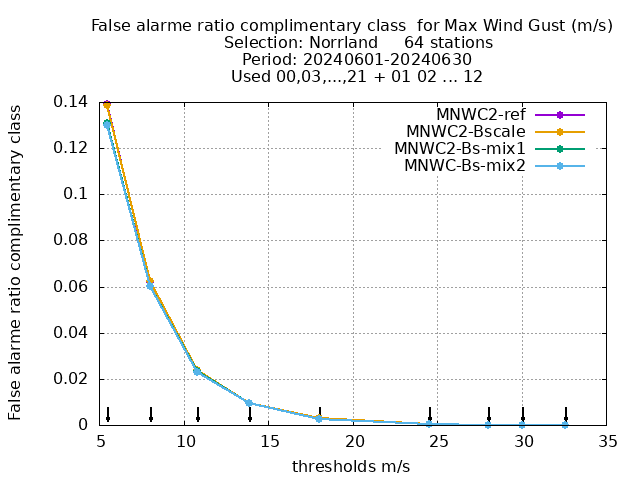 False alarme ratio complimentary class  for Max Wind Gust (m/s)
Selection: Norrland     64 stations
Period: 20240601-20240630
Used 00,03,...,21 + 01 02 ... 12
False alarme ratio complimentary class
0.14
0.12
0.1
0.08
0.06
0.04
0.02
0
MNWC2-ref
MNWC2-Bscale
MNWC2-Bs-mix1
MNWC-Bs-mix2
5 10 15 20 25 30 35
thresholds m/s